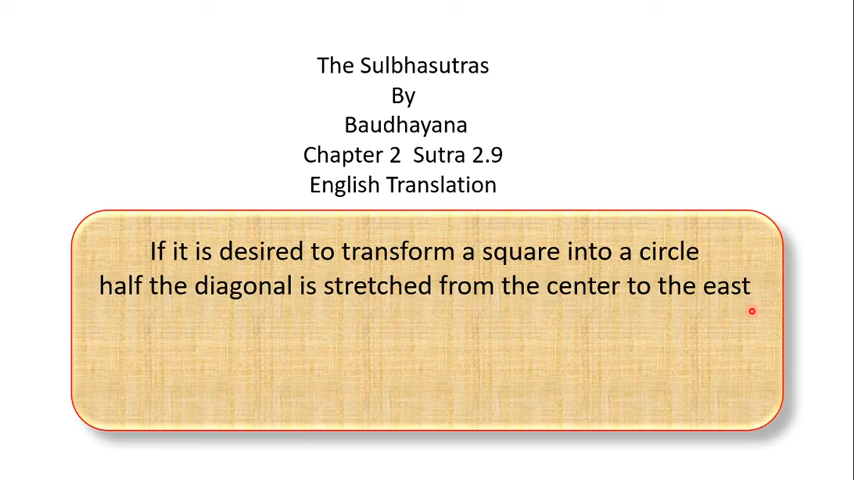 The Sulbhasutras
By
Baudhayana
Chapter 2 Sutra 2.9
English Translation
If it is desired to transform a square into a circle
half the diagonal is stretched from the center to the east